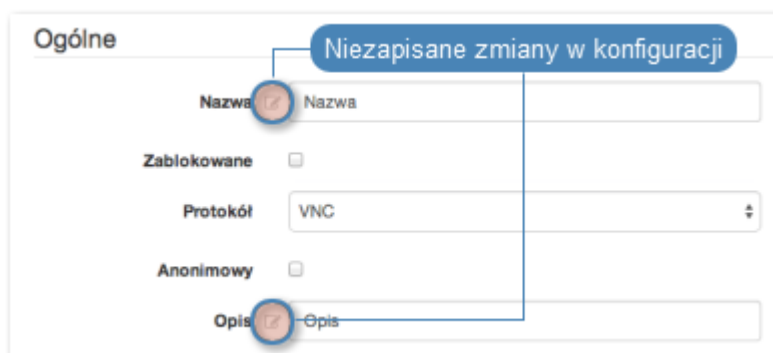 Ogólne
Niezapisane zmiany w konfiguracji
Nazwa Nazwa
Zablokowane
Protokół VNC
Anonimowy
Opis Opis